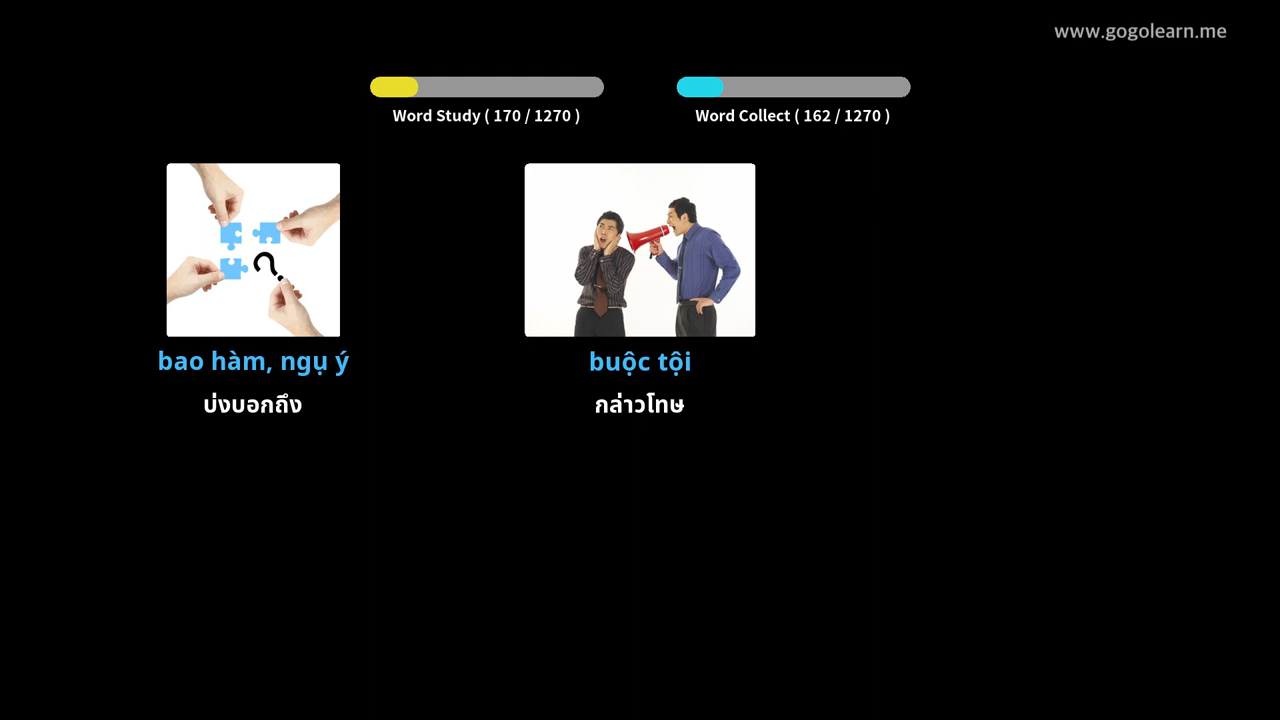 www.gogolearn.me
Word Study ( 170 / 1270 )
Word Collect ( 162 / 1270 )
bao hàm, ngụ ý
บ่งบอกถึง
buộc tội
กล่าวโทษ